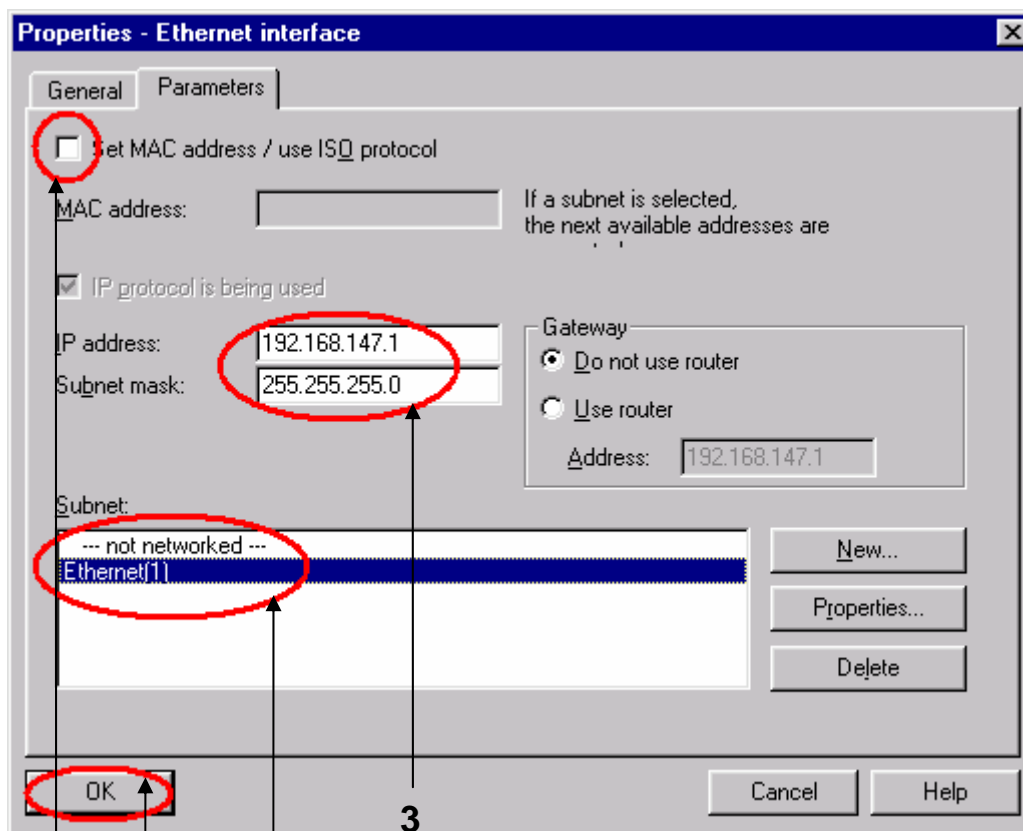 Properties - Ethernet interface
General
Parameters
Set MAC address / use ISO protocol
MAC address:
If a subnet is selected,
the next available addresses are
IP protocol is being used
IP address:
192.168.147.1
Subnet mask:
255.255.255.0
Gateway
Do not use router
Use router
Address:
192.168.147.1
Subnet:
--- not networked ---
Ethernet(1)
New...
Properties...
Delete
OK
Cancel
Help
3